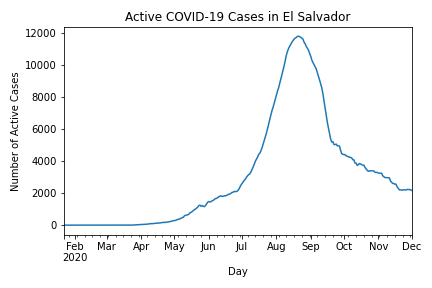 Active COVID-19 Cases in El Salvador
Number of Active Cases
12000
10000
8000
6000
4000
2000
0
Feb Mar Apr May Jun Jul Aug Sep Oct Nov Dec
2020
Day